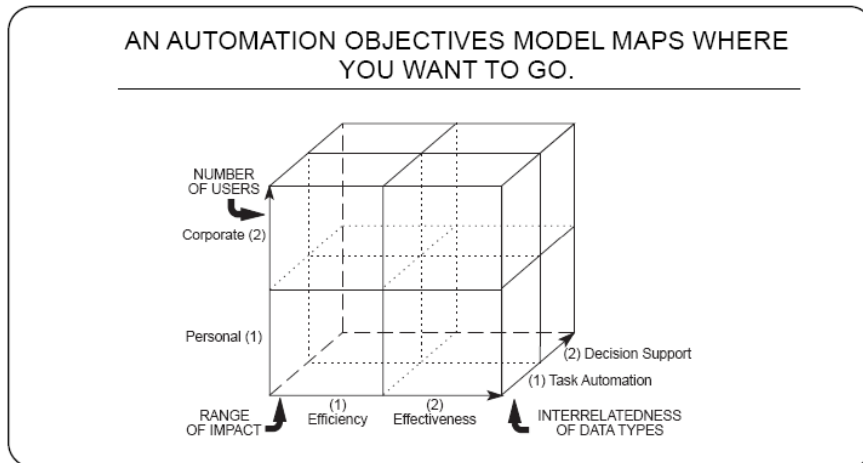 AN AUTOMATION OBJECTIVES MODEL MAPS WHERE
YOU WANT TO GO.
NUMBER
OF USERS
Corporate (2)
Personal (1)
(2) Decision Support
(1) Task Automation
(1)
Efficiency
(2)
Effectiveness
RANGE
OF IMPACT
INTERRELATEDNESS
OF DATA TYPES